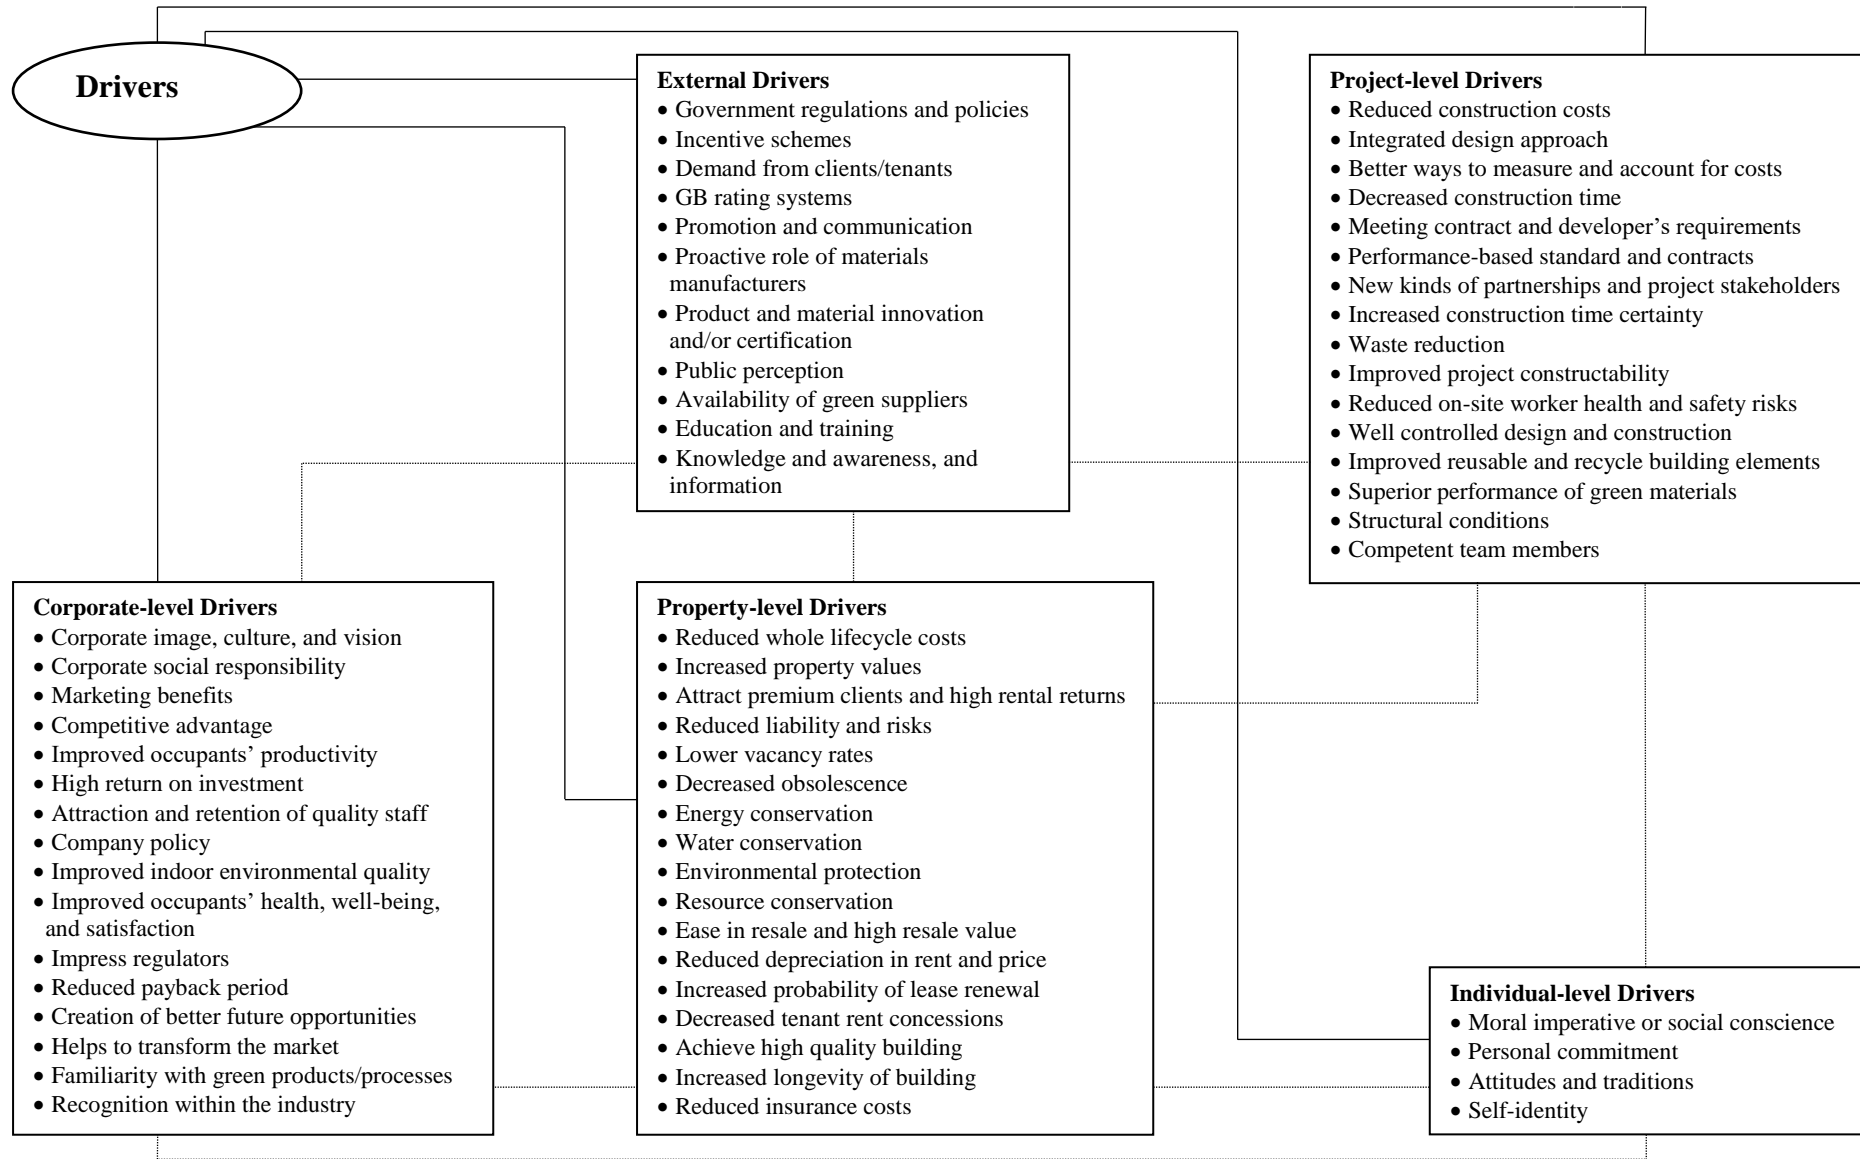 Drivers
External Drivers
• Government regulations and policies
• Incentive schemes
• Demand from clients/tenants
• GB rating systems
• Promotion and communication
• Proactive role of materials
manufacturers
• Product and material innovation
and/or certification
• Public perception
• Availability of green suppliers
• Education and training
• Knowledge and awareness, and
information
Project-level Drivers
• Reduced construction costs
• Integrated design approach
• Better ways to measure and account for costs
• Decreased construction time
• Meeting contract and developer’s requirements
• Performance-based standard and contracts
• New kinds of partnerships and project stakeholders
• Increased construction time certainty
• Waste reduction
• Improved project constructability
• Reduced on-site worker health and safety risks
• Well controlled design and construction
• Improved reusable and recycle building elements
• Superior performance of green materials
• Structural conditions
• Competent team members
Corporate-level Drivers
• Corporate image, culture, and vision
• Corporate social responsibility
• Marketing benefits
• Competitive advantage
• Improved occupants’ productivity
• High return on investment
• Attraction and retention of quality staff
• Company policy
• Improved indoor environmental quality
• Improved occupants’ health, well-being,
and satisfaction
• Impress regulators
• Reduced payback period
• Creation of better future opportunities
• Helps to transform the market
• Familiarity with green products/processes
• Recognition within the industry
Property-level Drivers
• Reduced whole lifecycle costs
• Increased property values
• Attract premium clients and high rental returns
• Reduced liability and risks
• Lower vacancy rates
• Decreased obsolescence
• Energy conservation
• Water conservation
• Environmental protection
• Resource conservation
• Ease in resale and high resale value
• Reduced depreciation in rent and price
• Increased probability of lease renewal
• Decreased tenant rent concessions
• Achieve high quality building
• Increased longevity of building
• Reduced insurance costs
Individual-level Drivers
• Moral imperative or social conscience
• Personal commitment
• Attitudes and traditions
• Self-identity